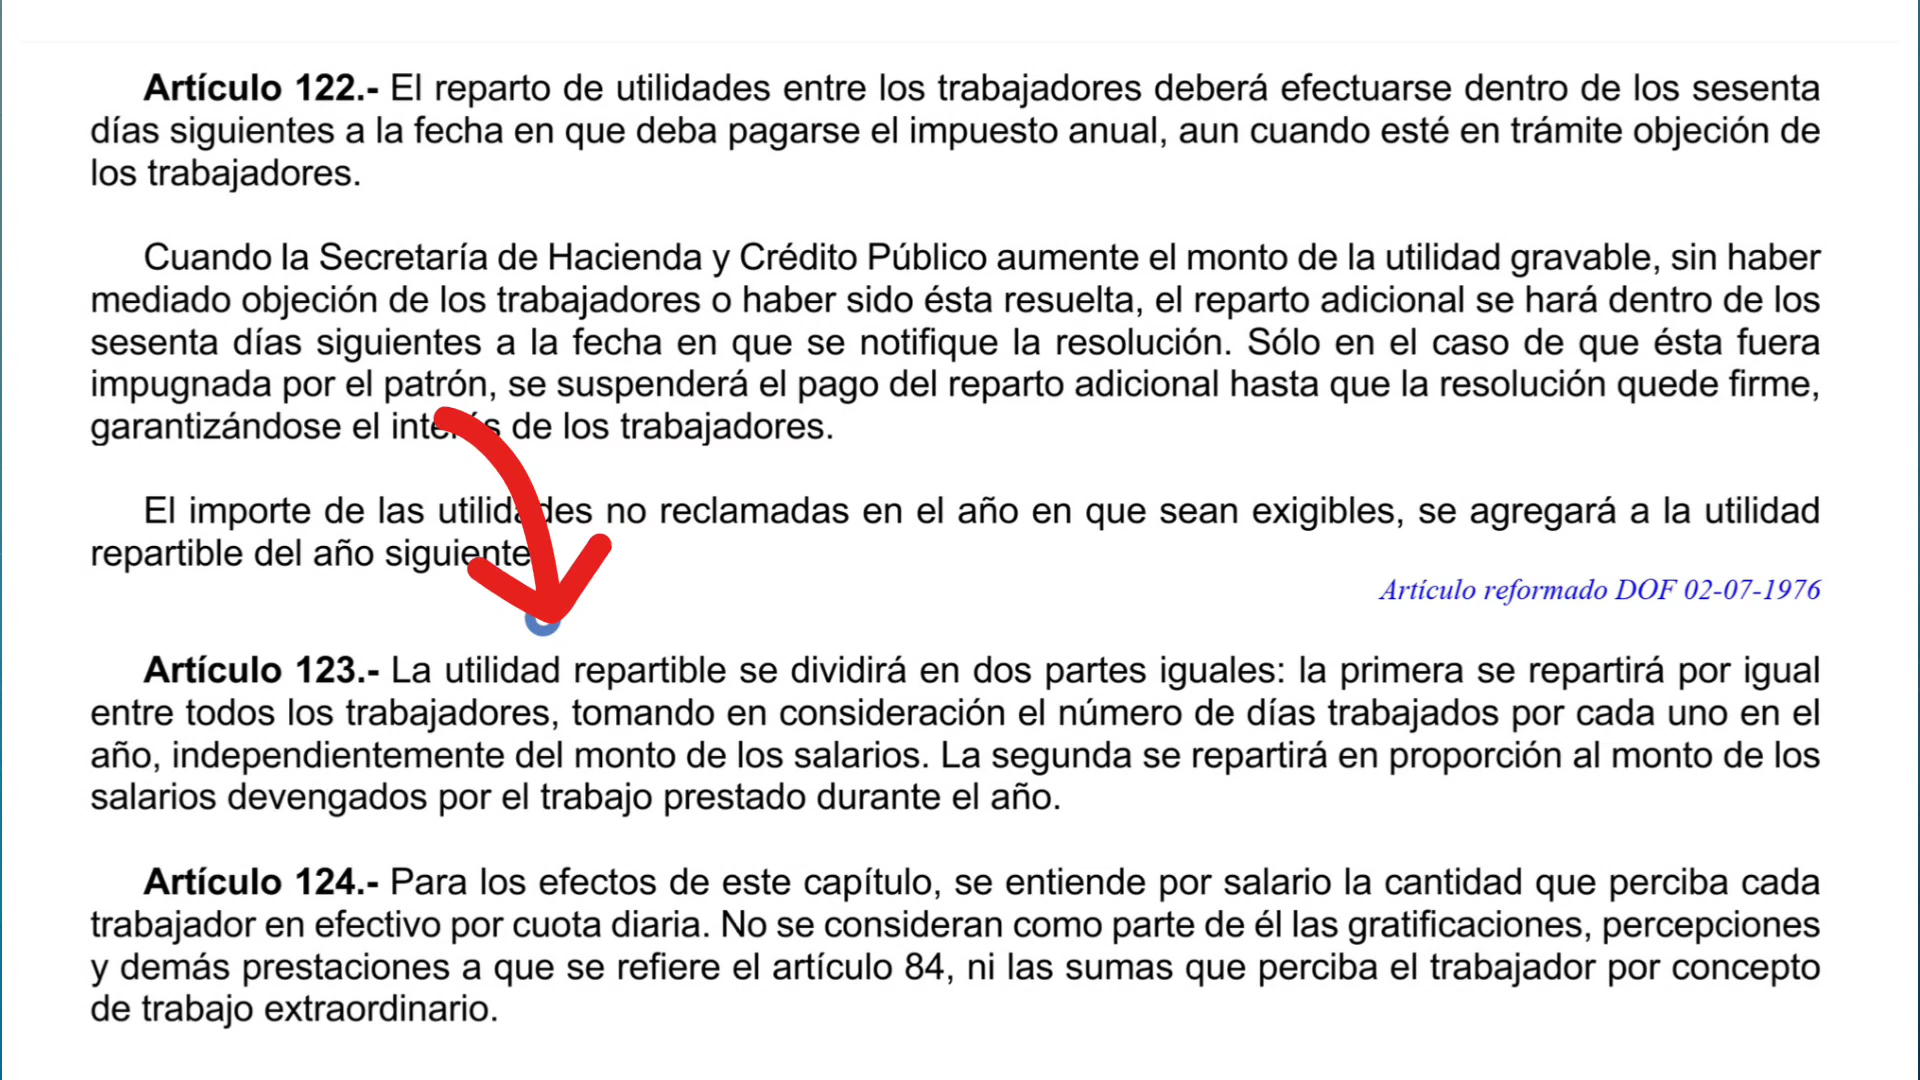 Artículo 122.- El reparto de utilidades entre los trabajadores deberá efectuarse dentro de los sesenta
días siguientes a la fecha en que deba pagarse el impuesto anual, aun cuando esté en trámite objeción de
los trabajadores.
Cuando la Secretaría de Hacienda y Crédito Público aumente el monto de la utilidad gravable, sin haber
mediado objeción de los trabajadores o haber sido ésta resuelta, el reparto adicional se hará dentro de los
sesenta días siguientes a la fecha en que se notifique la resolución. Sólo en el caso de que ésta fuera
impugnada por el patrón, se suspenderá el pago del reparto adicional hasta que la resolución quede firme,
garantizándose el interés de los trabajadores.
El importe de las utilidades no reclamadas en el año en que sean exigibles, se agregará a la utilidad
repartible del año siguiente
Artículo reformado DOF 02-07-1976
Artículo 123.- La utilidad repartible se dividirá en dos partes iguales: la primera se repartirá por igual
entre todos los trabajadores, tomando en consideración el número de días trabajados por cada uno en el
año, independientemente del monto de los salarios. La segunda se repartirá en proporción al monto de los
salarios devengados por el trabajo prestado durante el año.
Artículo 124.- Para los efectos de este capítulo, se entiende por salario la cantidad que perciba cada
trabajador en efectivo por cuota diaria. No se consideran como parte de él las gratificaciones, percepciones
y demás prestaciones a que se refiere el artículo 84, ni las sumas que perciba el trabajador por concepto
de trabajo extraordinario.